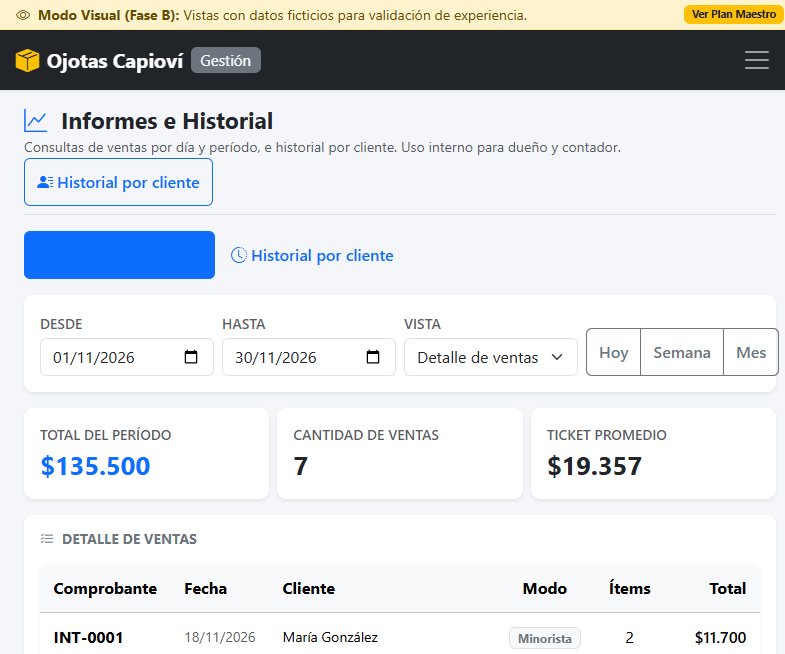 Modo Visual (Fase B): Vistas con datos ficticios para validación de experiencia.
Ver Plan Maestro
Ojotas Capioví Gestión
Informes e Historial
Consultas de ventas por día y período, e historial por cliente. Uso interno para dueño y contador.
Historial por cliente
Historial por cliente
DESDE HASTA VISTA
01/11/2026 30/11/2026 Detalle de ventas Hoy Semana Mes
TOTAL DEL PERÍODO CANTIDAD DE VENTAS TICKET PROMEDIO
$135.500 7 $19.357
DETALLE DE VENTAS
Comprobante Fecha Cliente Modo Ítems Total
INT-0001 18/11/2026 María González Minorista 2 $11.700